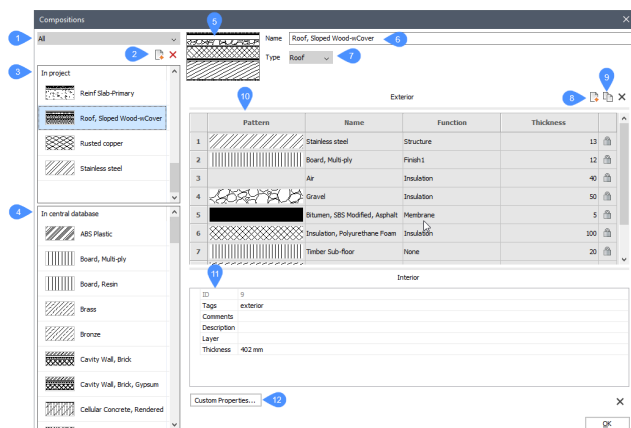 Compositions
5
1
All
Name
Roof, Sloped Wood-wCover
6
2
Type
Roof
7
3
In project
Reinf Slab-Primary
Roof, Sloped Wood-wCover
Rusted copper
Stainless steel
8
9
10
Exterior
Pattern Name Function Thickness
1 Stainless steel Structure 13
2 Board, Multi-ply Finish1 12
3 Air Insulation 40
4 Gravel Insulation 50
5 Bitumen, SBS Modified, Asphalt Membrane 5
6 Insulation, Polyurethane Foam Insulation 100
7 Timber Sub-floor None 20
4
In central database
ABS Plastic
Board, Multi-ply
Board, Resin
Brass
Bronze
Cavity Wall, Brick
Cavity Wall, Brick, Gypsum
Cellular Concrete, Rendered
11
Interior
ID 9
Tags exterior
Comments
Description
Layer
Thickness 402 mm
Custom Properties...
12
OK